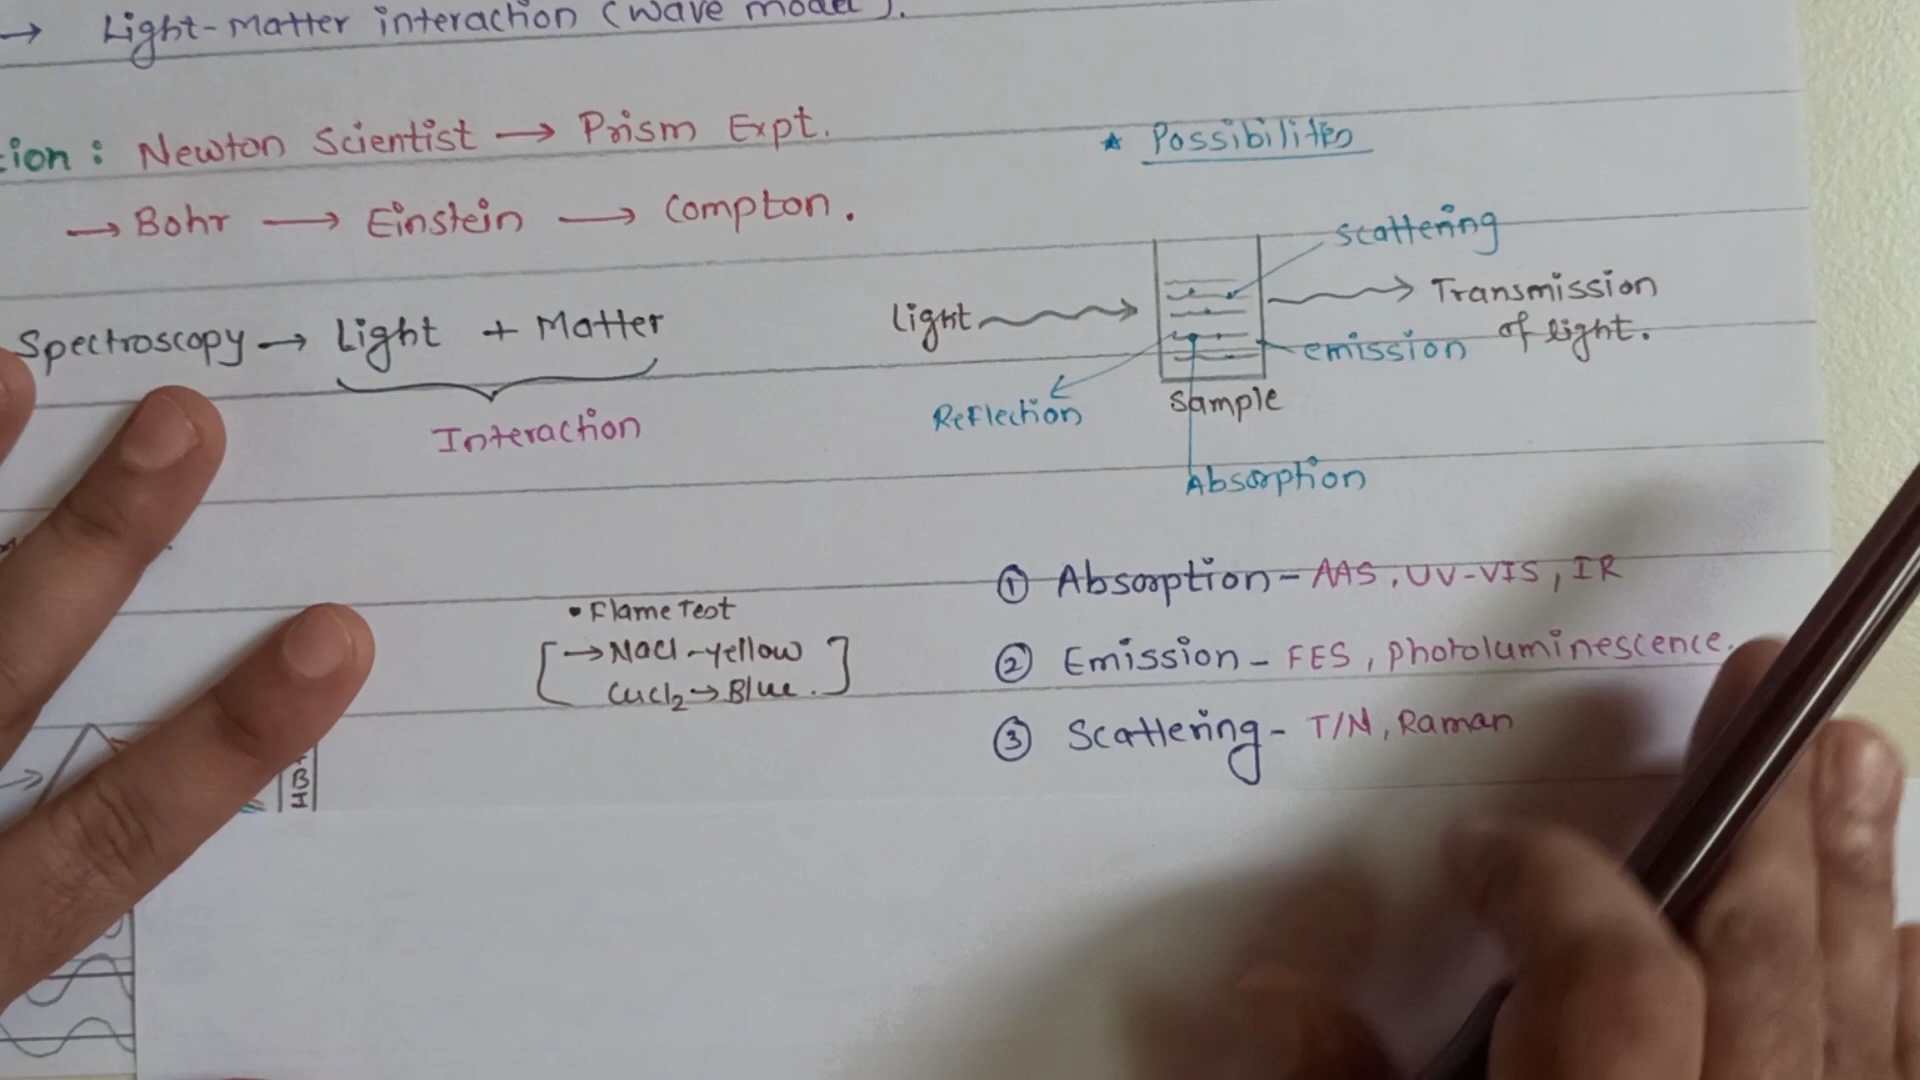 → Light-Matter interaction (wave model).
tion: Newton Scientist → Prism Expt.
→ Bohr → Einstein → Compton.
Spectroscopy → Light + Matter
Interaction
★ Possibilities
Scattering
Light
Transmission of light.
emission
Reflection
Sample
Absorption
• Flame Test
[→ NaCl - yellow
CuCl2 → Blue.]
① Absorption - AAS, UV-VIS, IR
② Emission - FES, photoluminescence.
③ Scattering - T/N, Raman